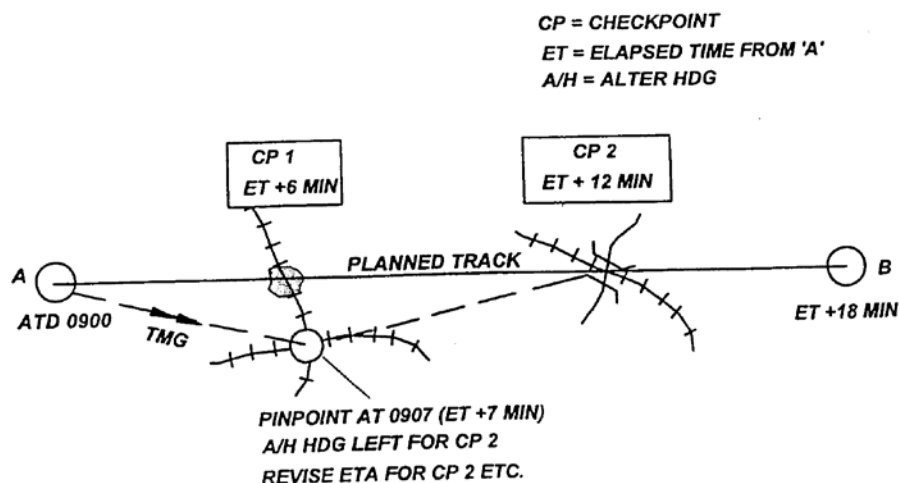 CP = CHECKPOINT
ET = ELAPSED TIME FROM 'A'
A/H = ALTER HDG
CP 1
ET +6 MIN
CP 2
ET + 12 MIN
A
PLANNED TRACK
B
ATD 0900
TMG
ET +18 MIN
PINPOINT AT 0907 (ET +7 MIN)
A/H HDG LEFT FOR CP 2
REVISE ETA FOR CP 2 ETC.